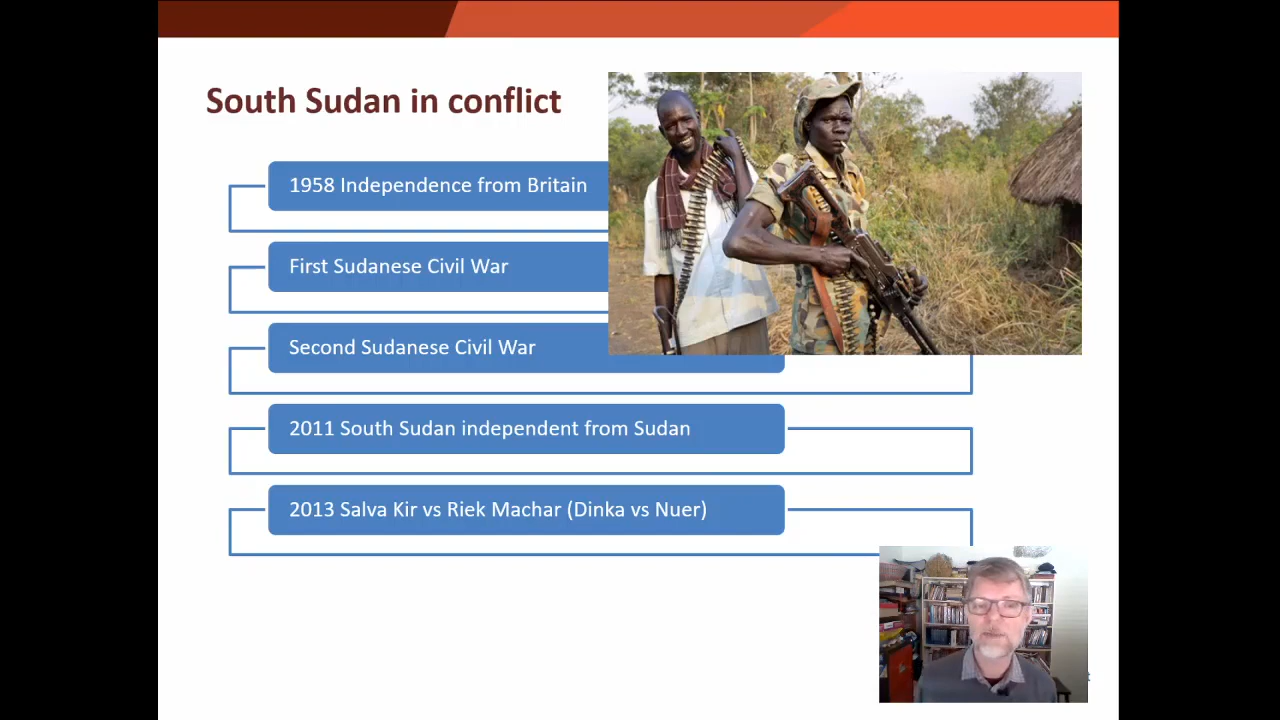 South Sudan in conflict
1958 Independence from Britain
First Sudanese Civil War
Second Sudanese Civil War
2011 South Sudan independent from Sudan
2013 Salva Kir vs Riek Machar (Dinka vs Nuer)